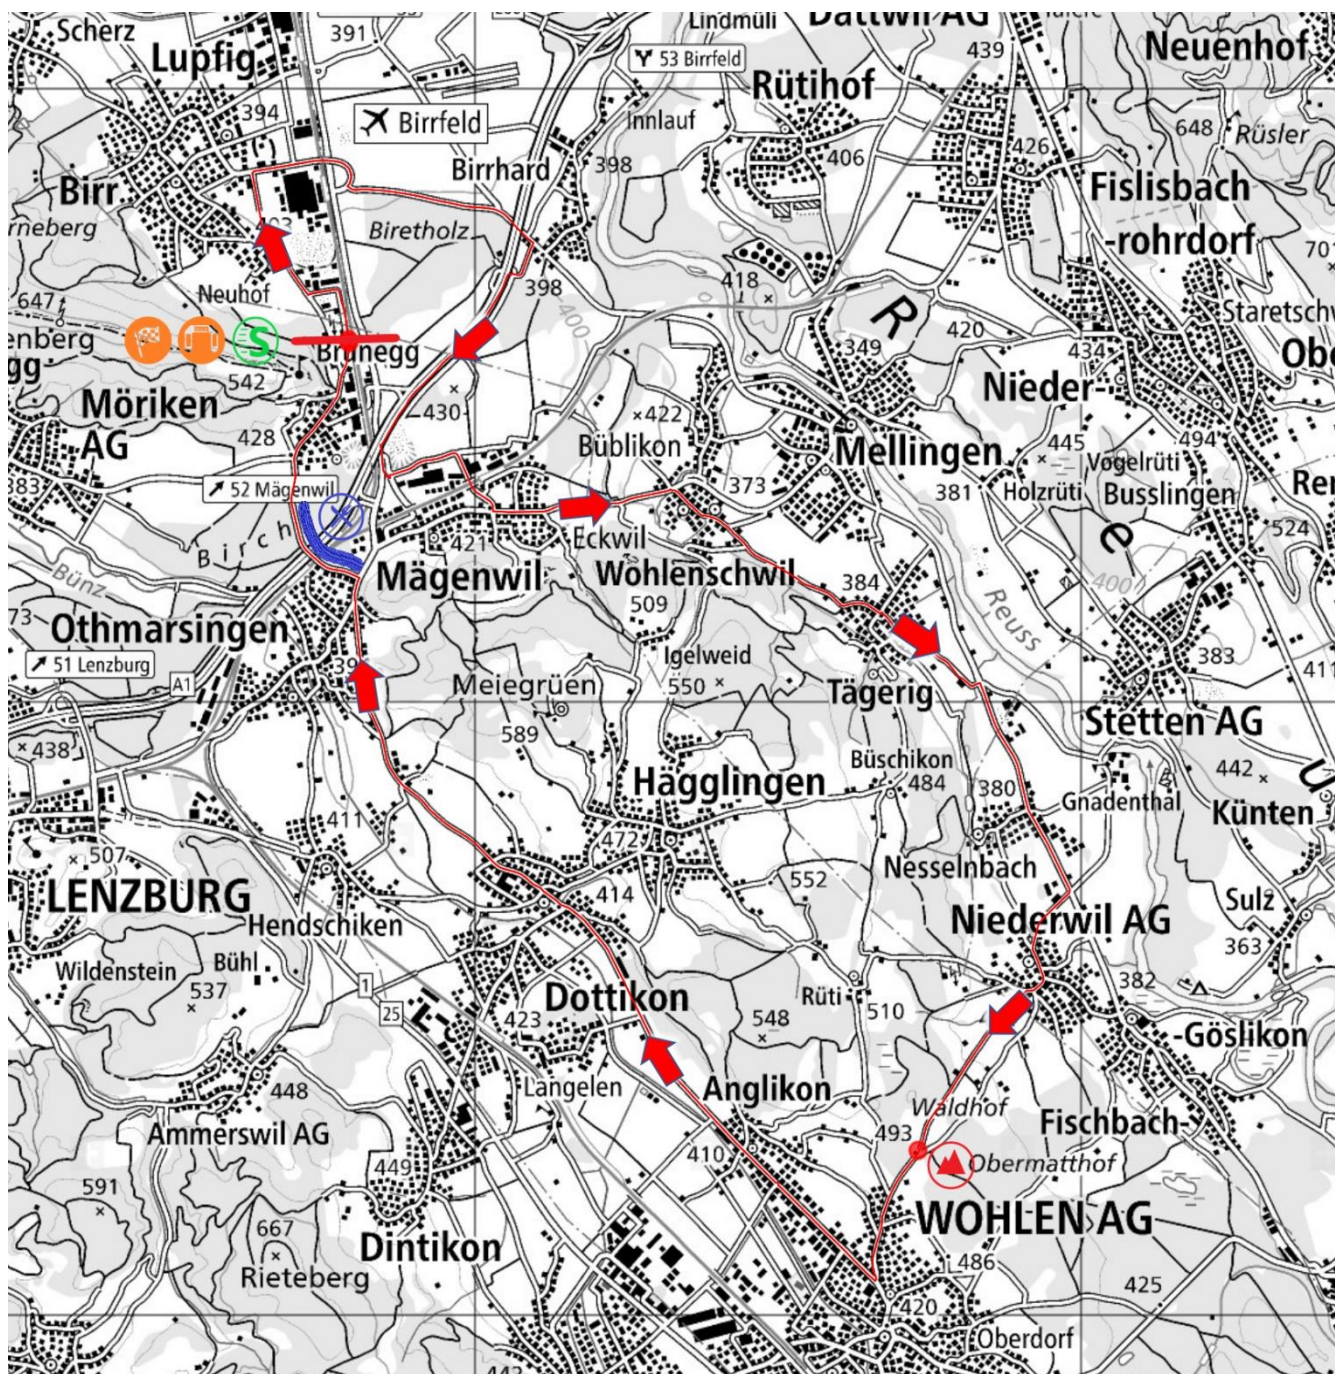 391
Scherz
Lindmüli
Dättwil AG
Lupfig
53 Birrfeld
439
Neuenhof
Rütihof
394
Birrfeld
Innlauf
648
Rüsler
Birrhard
398
406
426
Birr
Fislisbach
Biretholz
-rohrdorf
418
398
Neuhof
647
400
R
420
Brunegg
349
434
542
Nieder-
Möriken
AG
430
422
428
Büblikon
Mellingen
445
494
Vogelrüti
52 Mägenwil
373
381
Holzrüti
Busslingen
524
Birch
421
Eckwil
e
Bünz
Mägenwil
Wohlenschwil
384
400
509
Reuss
Othmarsingen
51 Lenzburg
Igelweid
383
A1
Meiegrüen
550
Tägerig
438
589
Stetten AG
Büschikon
442
Hägglingen
484
380
Gnadenthal
u
Künten
411
472
507
Nesselnbach
LENZBURG
552
Sulz
414
Hendschiken
Niederwil AG
363
Wildenstein
Bühl
382
537
1
Rüti
25
Dottikon
510
423
548
-Göslikon
448
Langelen
Anglikon
Waldhof
Ammerswil AG
493
Fischbach-
410
449
Obermatthof
591
667
WOHLEN AG
Dintikon
Rieteberg
486
425
420
Oberdorf